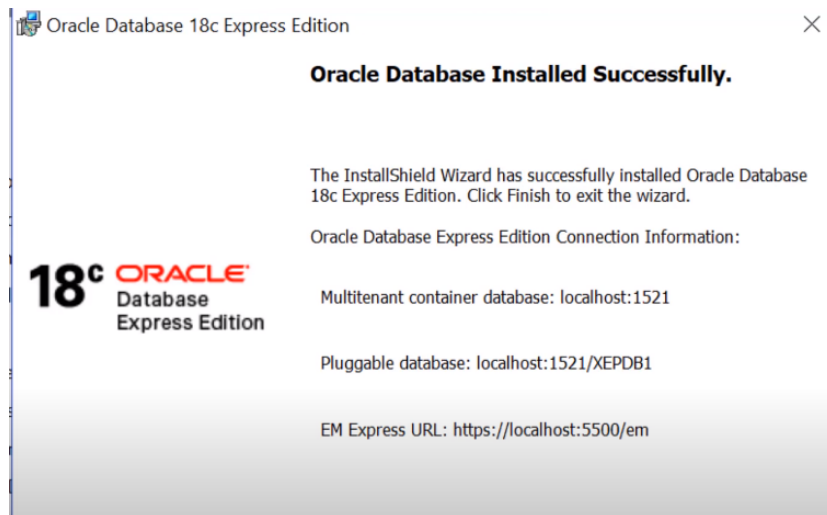 Oracle Database 18c Express Edition
Oracle Database Installed Successfully.
The InstallShield Wizard has successfully installed Oracle Database
18c Express Edition. Click Finish to exit the wizard.
Oracle Database Express Edition Connection Information:
18c ORACLE
Database
Express Edition
Multitenant container database: localhost:1521
Pluggable database: localhost:1521/XEPDB1
EM Express URL: https://localhost:5500/em